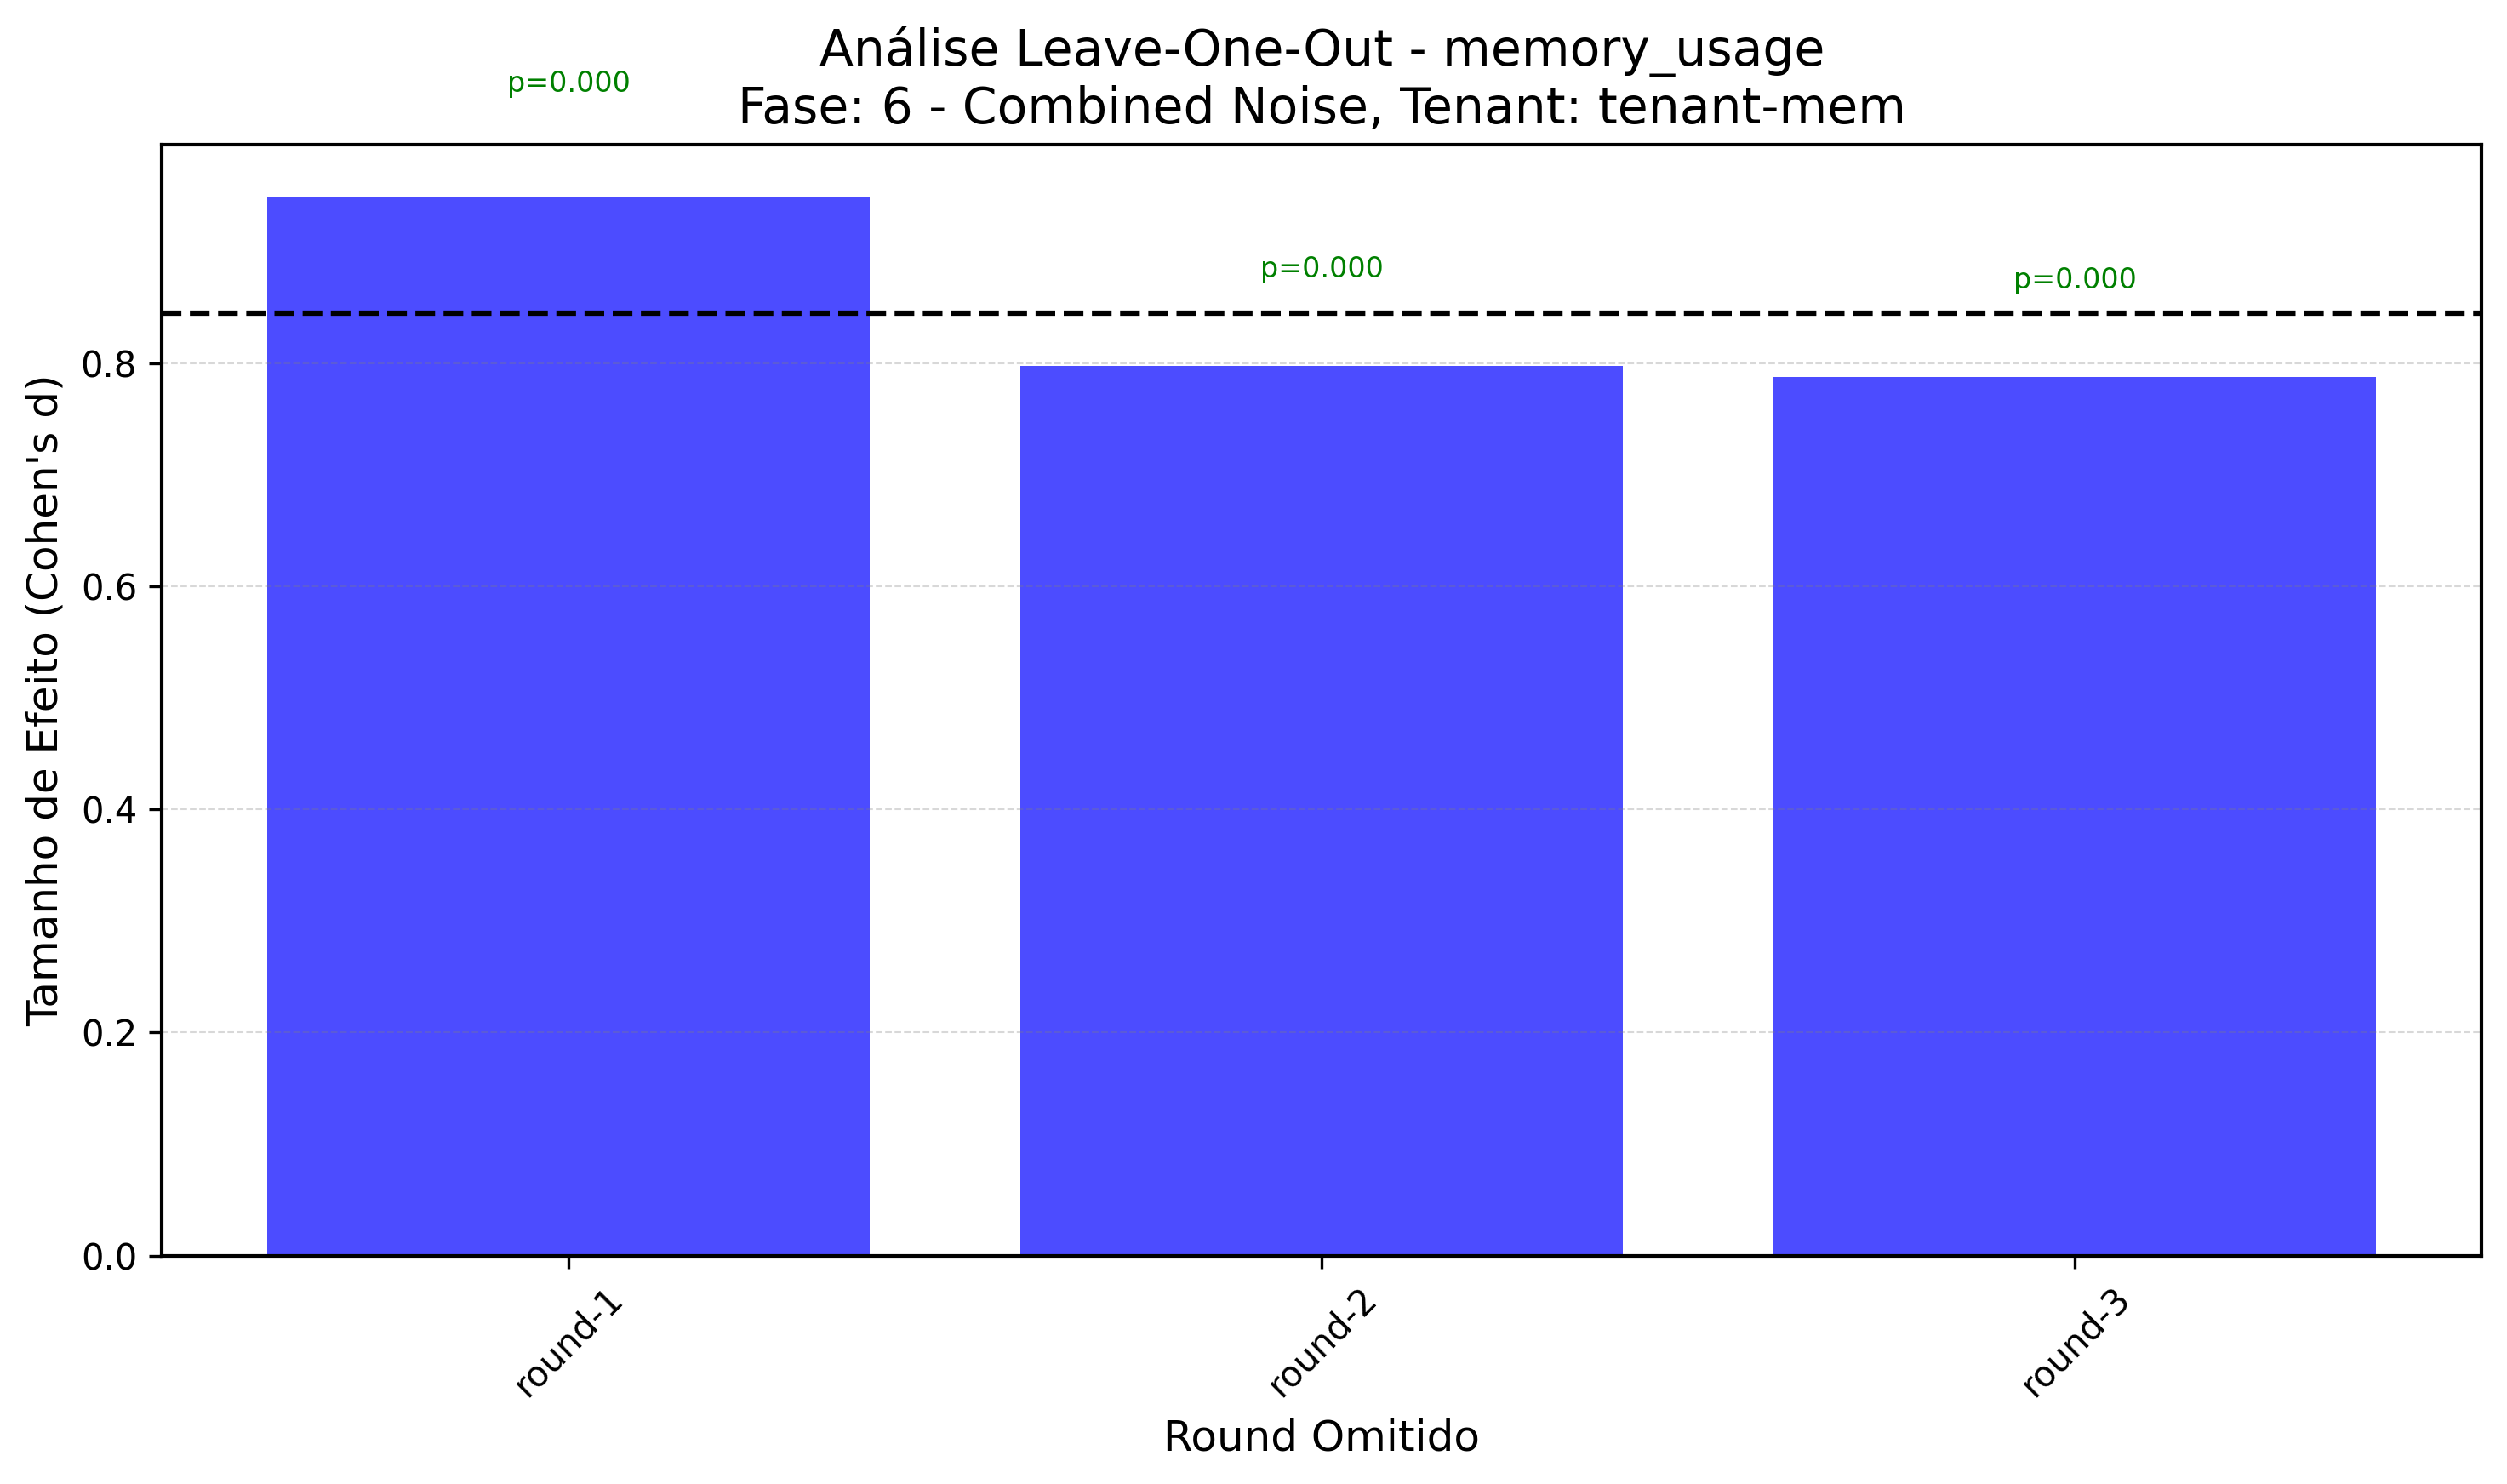 Análise Leave-One-Out - memory_usage
Fase: 6 - Combined Noise, Tenant: tenant-mem
p=0.000
p=0.000
p=0.000
Tamanho de Efeito (Cohen's d)
0.8
0.6
0.4
0.2
0.0
round-1
round-2
round-3
Round Omitido